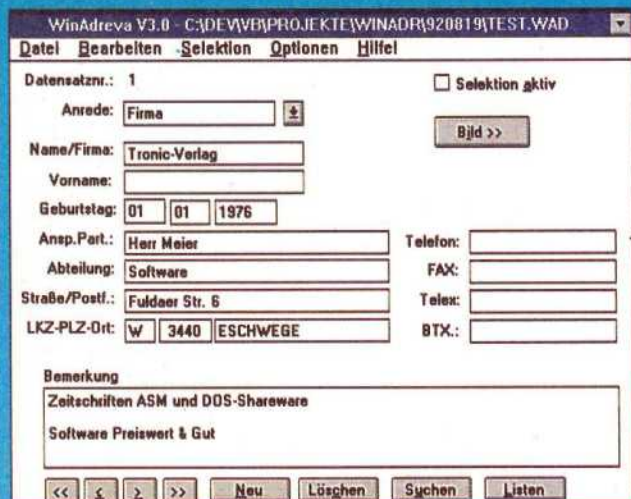 WinAdreva V3.0 - C:\DEV\VB\PROJEKTE\WINADR\920819\TEST.WAD
Datei Bearbeiten Selektion Optionen Hilfe!
Datensatznr.: 1
Selektion aktiv
Anrede: Firma
Bild >>
Name/Firma: Tronic-Verlag
Vorname:
Geburtstag: 01 01 1976
Ansp.Part.: Herr Meier Telefon:
Abteilung: Software FAX:
Straße/Postf.: Fuldaer Str. 6 Telex:
LKZ-PLZ-Ort: W 3440 ESCHWEGE BTX.:
Bemerkung
Zeitschriften ASM und DOS-Shareware
Software Preiswert & Gut
<< < > >> Neu Löschen Suchen Listen